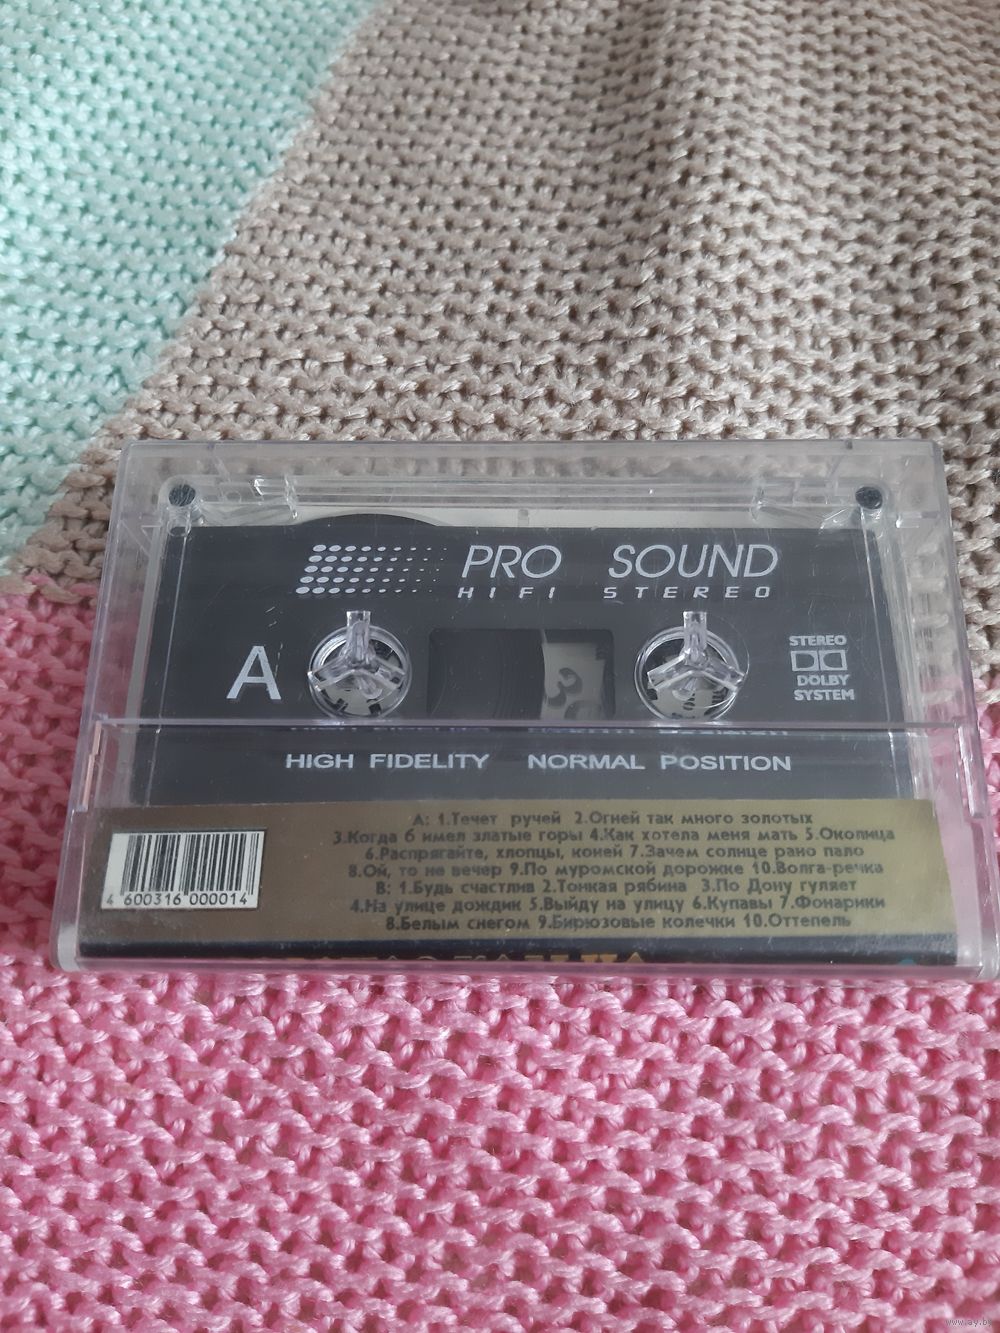 PRO SOUND
HIFI STEREO
A
STEREO
DOLBY
SYSTEM
HIGH FIDELITY NORMAL POSITION
А: 1.Течет ручей 2.Огней так много золотых
3.Когда б имел златые горы 4.Как хотела меня мать 5.Околица
6.Распрягайте, хлопцы, коней 7.Зачем солнце рано пало
8.Ой, то не вечер 9.По муромской дорожке 10.Волга-речка
В: 1.Будь счастлив 2.Тонкая рябина 3.По Дону гуляет
4.На улице дождик 5.Выйду на улицу 6.Купавы 7.Фонарики
8.Белым снегом 9.Бирюзовые колечки 10.Оттепель
4 600316 000014